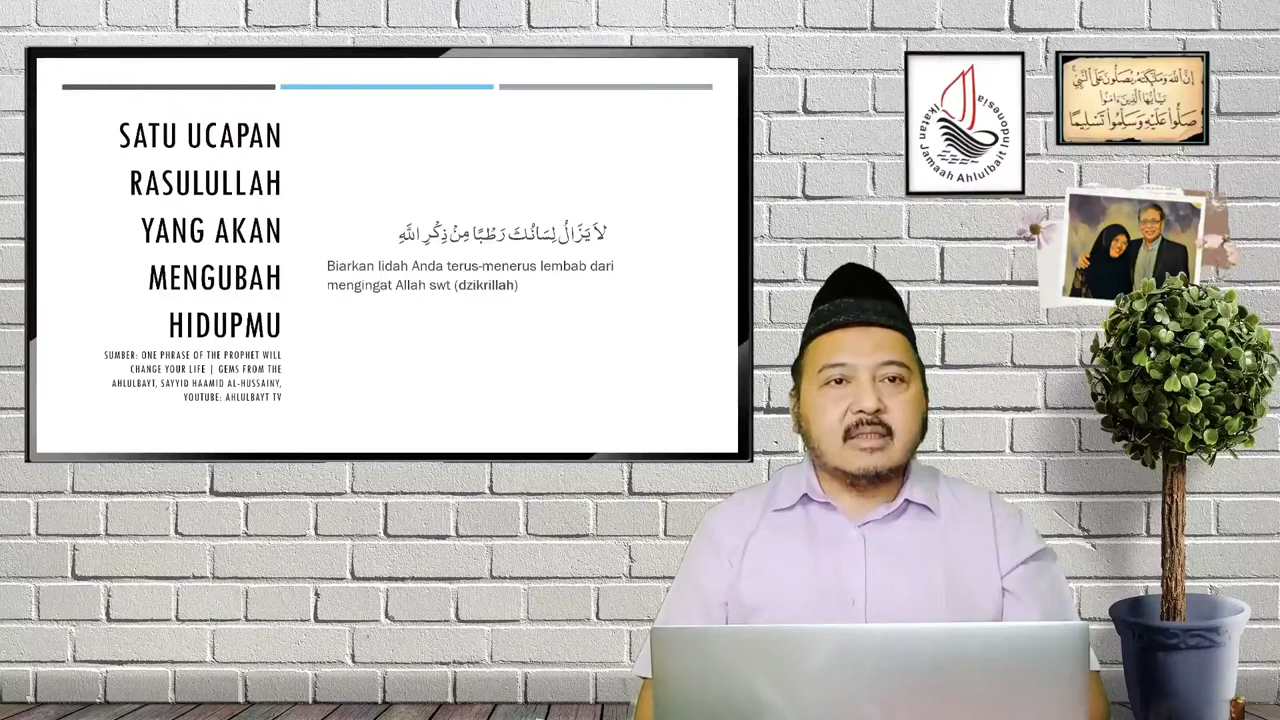 SATU UCAPAN
RASULULLAH
YANG AKAN
MENGUBAH
HIDUPMU
SUMBER: ONE PHRASE OF THE PROPHET WILL
CHANGE YOUR LIFE | GEMS FROM THE
AHLULBAYT, SAYYID HAAMID AL-HUSSAINY,
YOUTUBE: AHLULBAYT TV
لاَ يَزَالُ لِسَانُكَ رَطْبًا مِنْ ذِكْرِ اللَّهِ
Biarkan lidah Anda terus-menerus lembab dari
mengingat Allah swt (dzikrillah)
Ikatan Jamaah Ahlulbait Indonesia
إِنَّ اللَّهَ وَمَلَائِكَتَهُ يُصَلُّونَ عَلَى النَّبِيِّ
يَا أَيُّهَا الَّذِينَ آمَنُوا
صَلُّوا عَلَيْهِ وَسَلِّمُوا تَسْلِيمًا